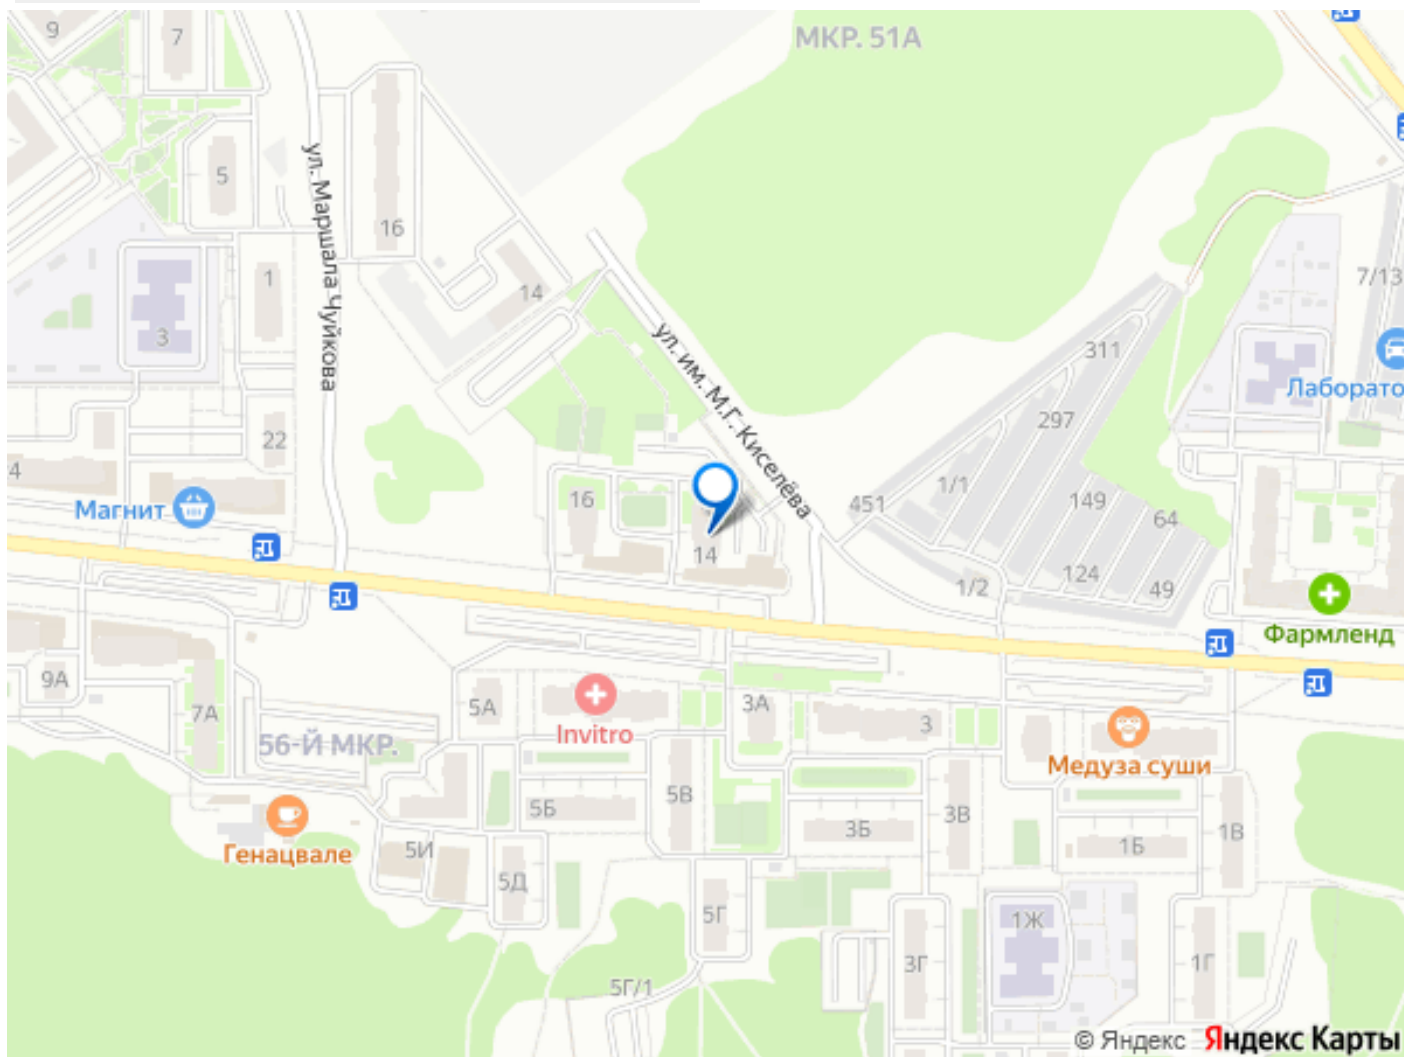 9
7
МКР. 51А
5
16
ул. Маршала Чуйкова
1
14
3
7/13
ул. им. М.Г. Киселёва
311
Лаборато
297
22
4
1/1
Магнит
16
451
149
64
14
1/2
124
49
Фармленд
9А
7А
5А
Invitro
3А
3
56-Й МКР.
Медуза суши
5Б
5В
3Б
3В
1Б
1В
Генацвале
5И
5Д
5Г
1Ж
3Г
1Г
5Г/1
© Яндекс Яндекс Карты